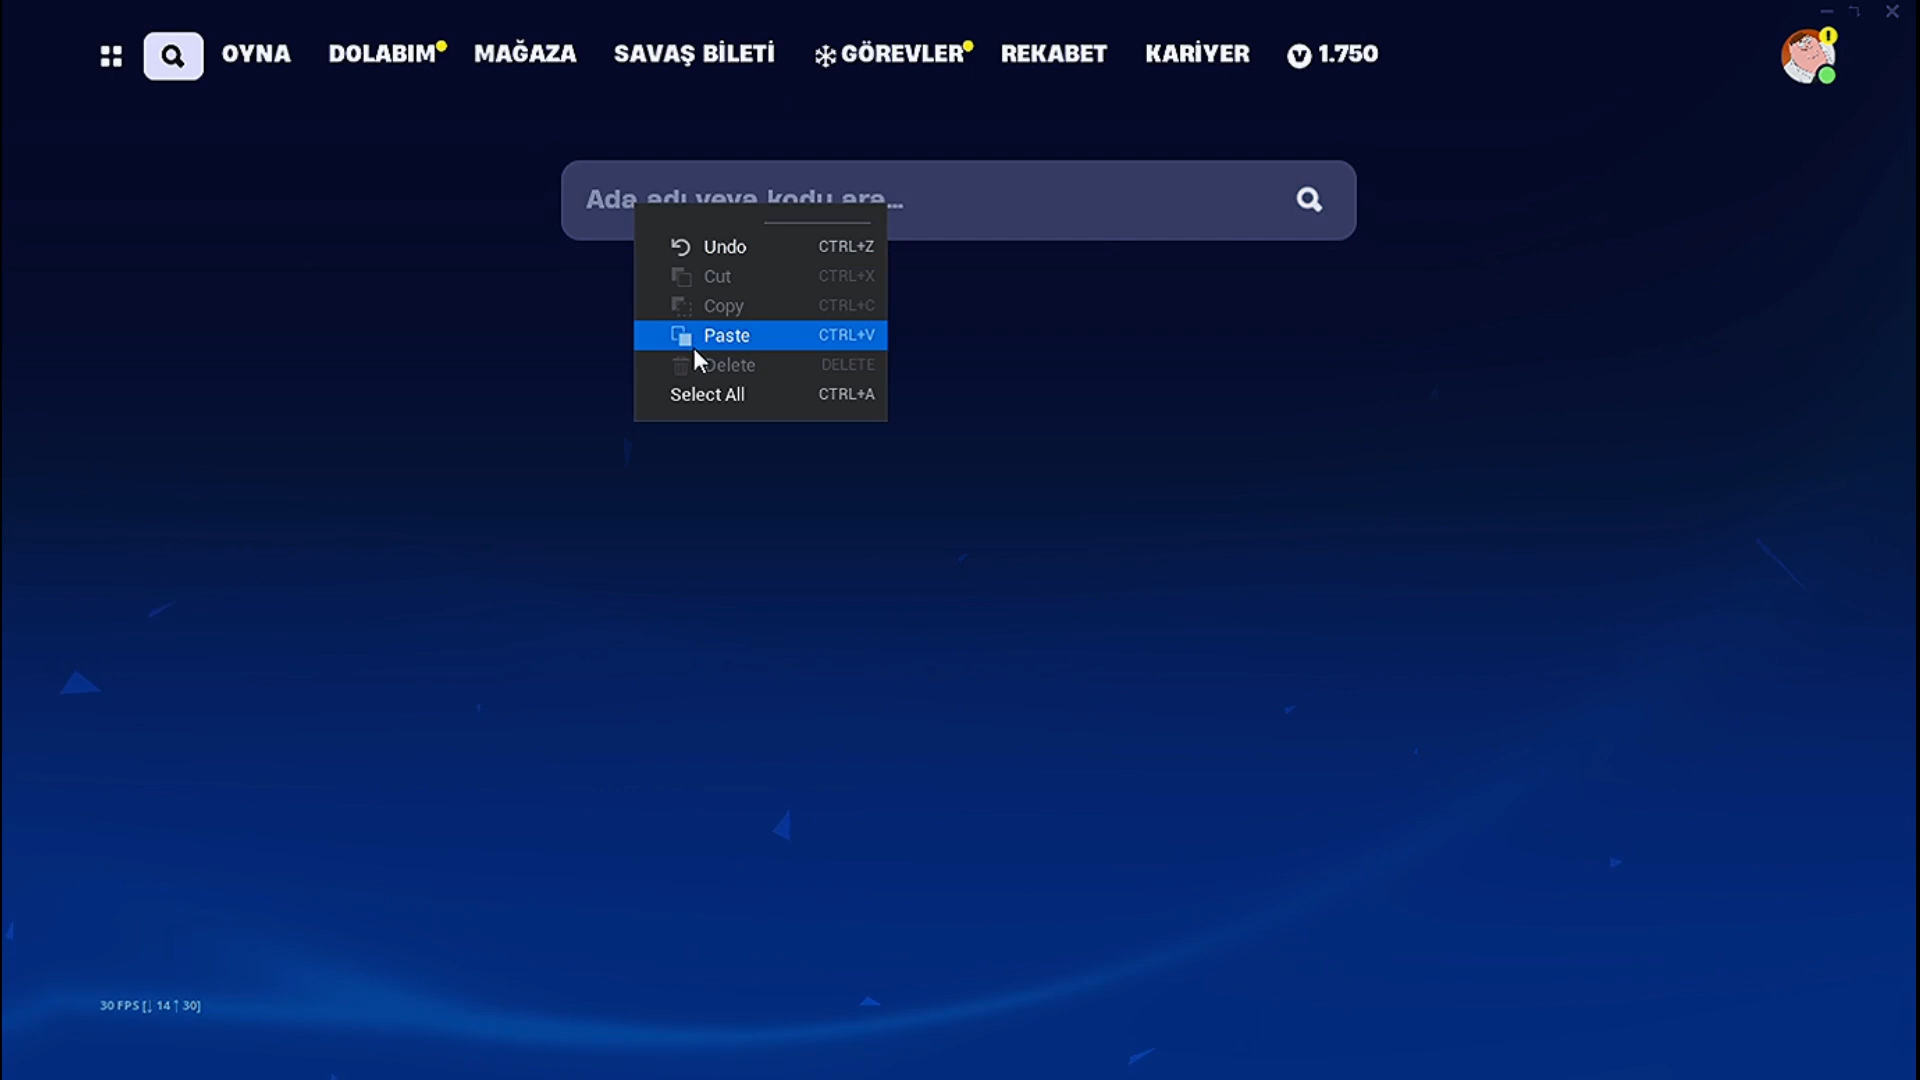 OYNA DOLABIM MAĞAZA SAVAŞ BİLETİ GÖREVLER REKABET KARİYER 1.750
Ada adı veya kodu ara...
Undo CTRL+Z
Cut CTRL+X
Copy CTRL+C
Paste CTRL+V
Delete DELETE
Select All CTRL+A
30 FPS [↓ 14 ↑ 30]